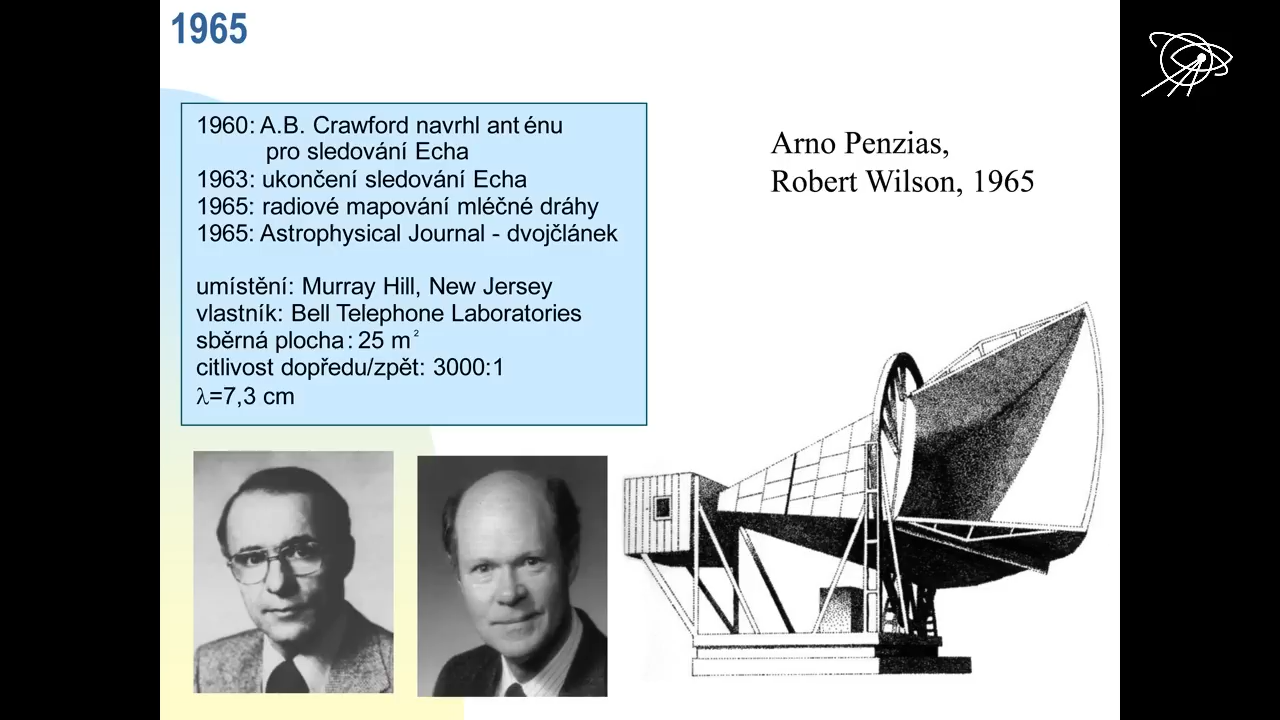 1965
1960: A.B. Crawford navrhl anténu
pro sledování Echa
1963: ukončení sledování Echa
1965: radiové mapování mléčné dráhy
1965: Astrophysical Journal - dvojčlánek
umístění: Murray Hill, New Jersey
vlastník: Bell Telephone Laboratories
sběrná plocha: 25 m²
citlivost dopředu/zpět: 3000:1
λ=7,3 cm
Arno Penzias,
Robert Wilson, 1965